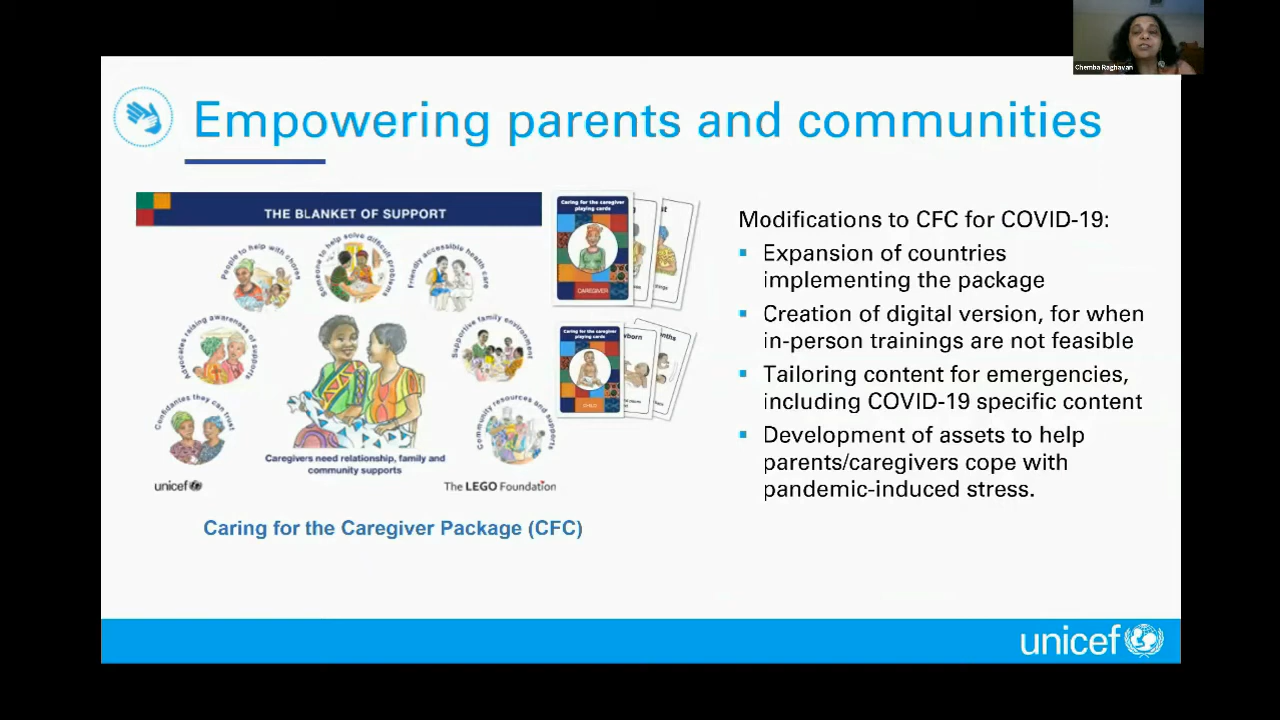 Chemba Raghavan
Empowering parents and communities
THE BLANKET OF SUPPORT
People to help with chores
Someone to help solve difficult problems
Friendly accessible health care
Advocates raising awareness of supports
Supportive family environment
Confidantes they can trust
Community resources and supports
Caregivers need relationship, family and
community supports
unicef
The LEGO Foundation
Caring for the caregiver
playing cards
CAREGIVER
Caring for the caregiver
playing cards
CHILD
Caring for the Caregiver Package (CFC)
Modifications to CFC for COVID-19:
▪ Expansion of countries
implementing the package
▪ Creation of digital version, for when
in-person trainings are not feasible
▪ Tailoring content for emergencies,
including COVID-19 specific content
▪ Development of assets to help
parents/caregivers cope with
pandemic-induced stress.
unicef